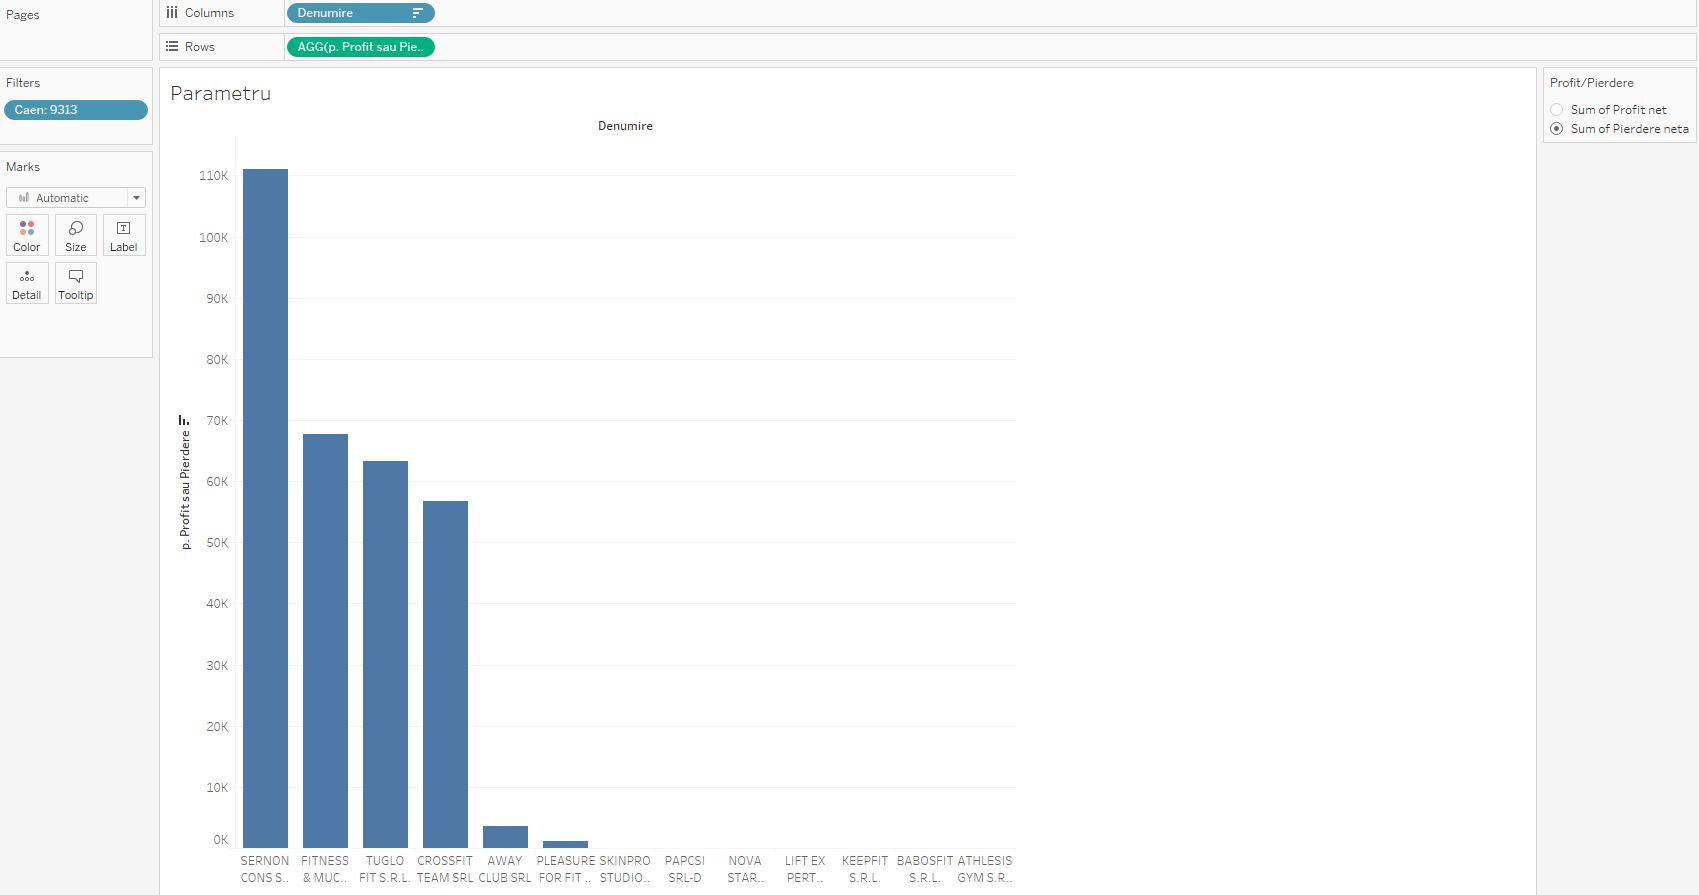 Pages
Columns
Denumire
Rows
AGG(p. Profit sau Pie..
Filters
Caen: 9313
Marks
Automatic
Color
Size
Label
Detail
Tooltip
Parametru
Denumire
p. Profit sau Pierdere
110K
100K
90K
80K
70K
60K
50K
40K
30K
20K
10K
0K
SERNON CONS S..
FITNESS & MUC..
TUGLO FIT S.R.L.
CROSSFIT TEAM SRL
AWAY CLUB SRL
PLEASURE FOR FIT ..
SKINPRO STUDIO..
PAPCSI SRL-D
NOVA STAR..
LIFT EX PERT..
KEEPFIT S.R.L.
BABOSFIT S.R.L.
ATHLESIS GYM S.R..
Profit/Pierdere
Sum of Profit net
Sum of Pierdere neta